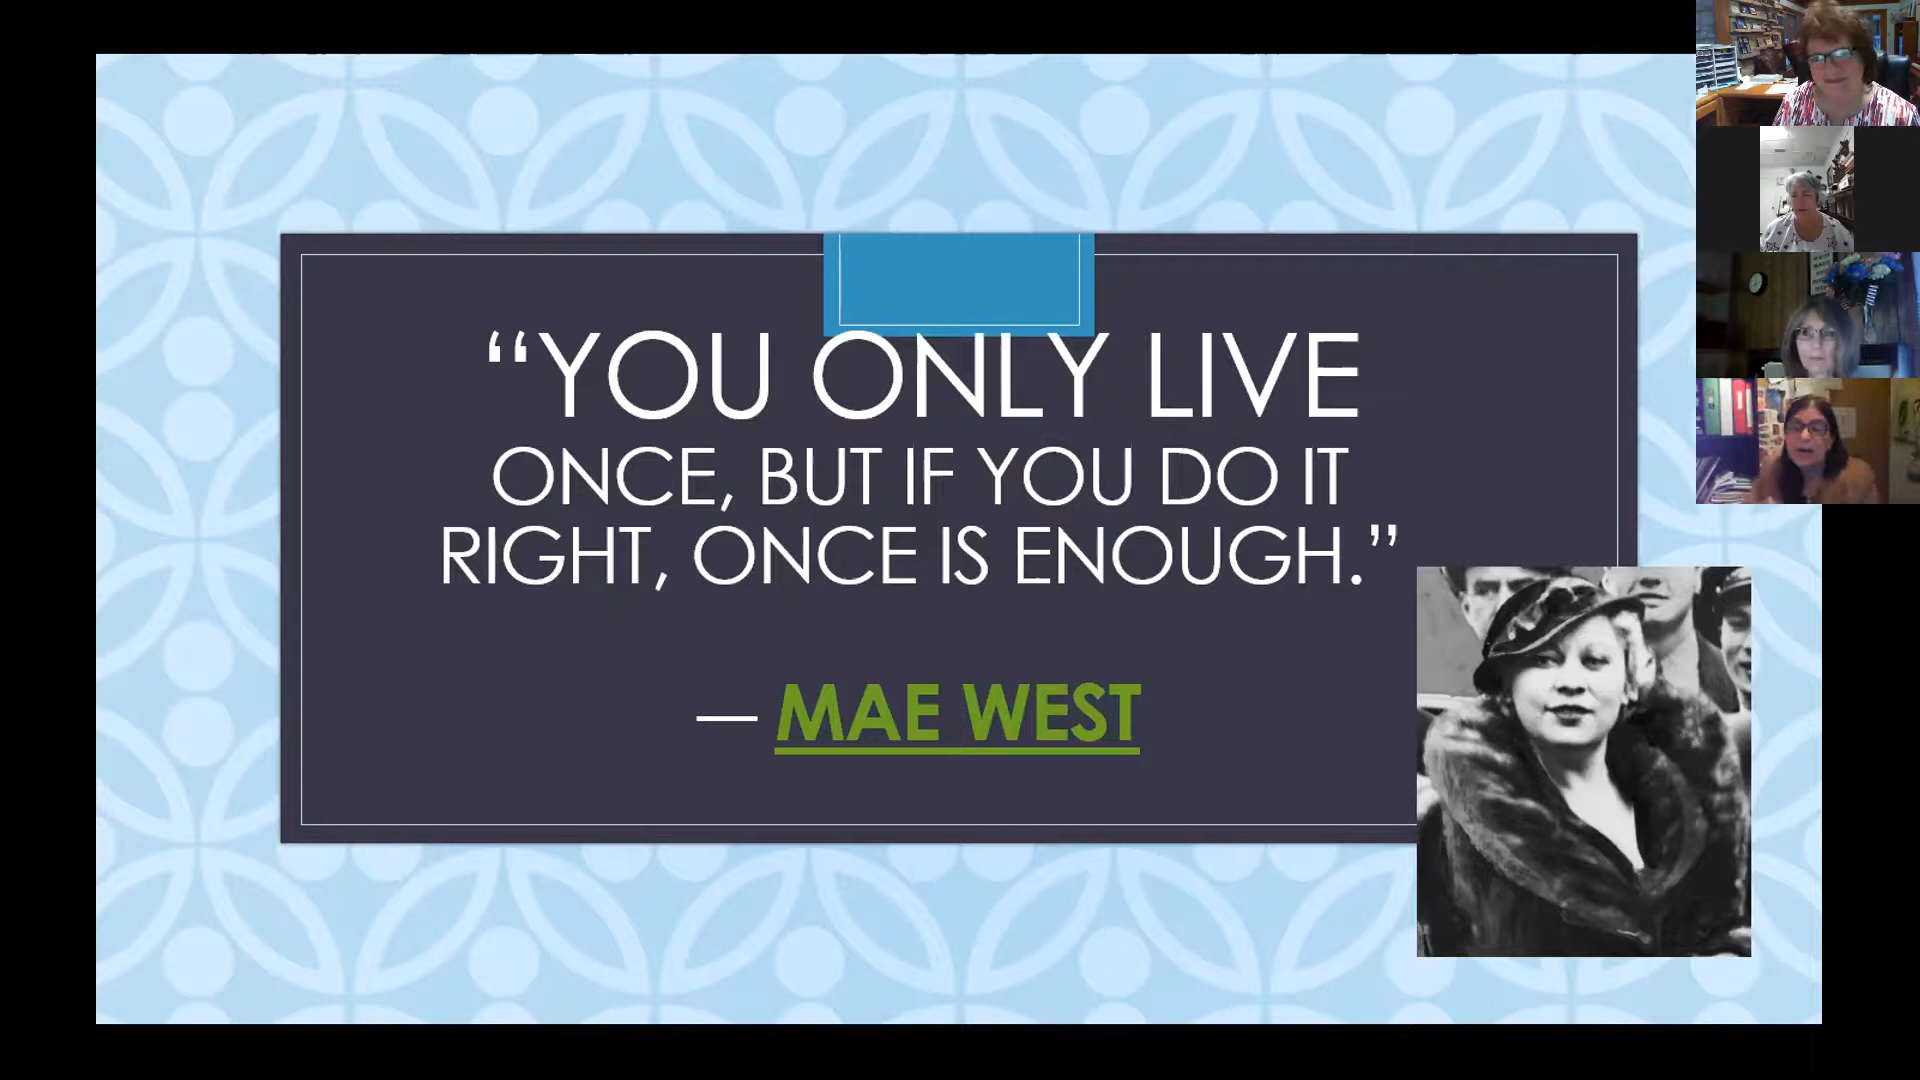 “YOU ONLY LIVE
ONCE, BUT IF YOU DO IT
RIGHT, ONCE IS ENOUGH.”
— MAE WEST